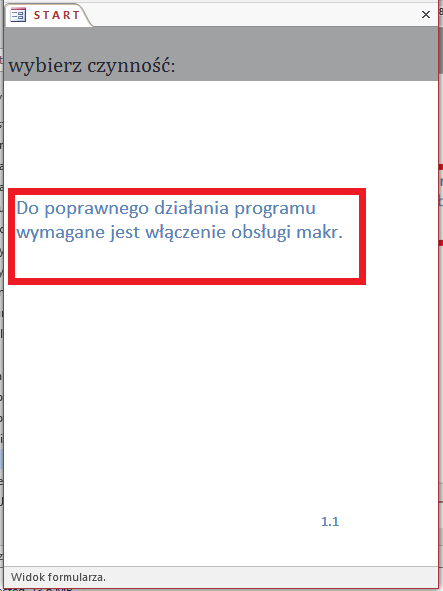 START
wybierz czynność:
Do poprawnego działania programu
wymagane jest włączenie obsługi makr.
1.1
Widok formularza.